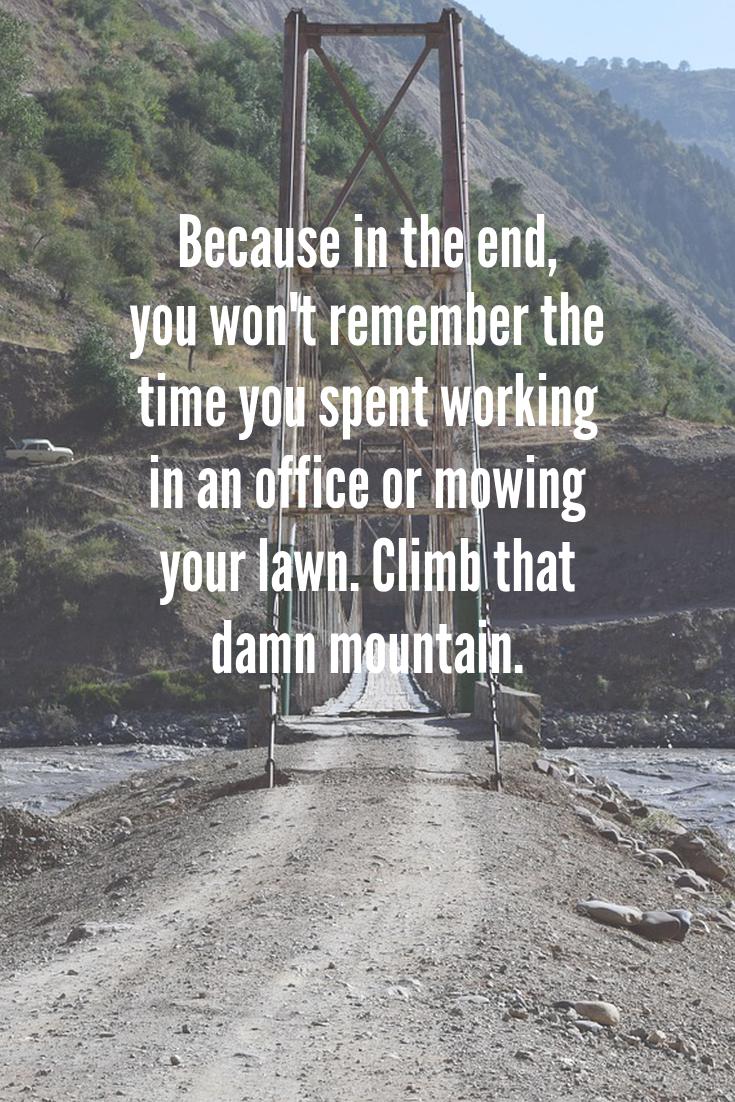 Because in the end,
you won't remember the
time you spent working
in an office or mowing
your lawn. Climb that
damn mountain.